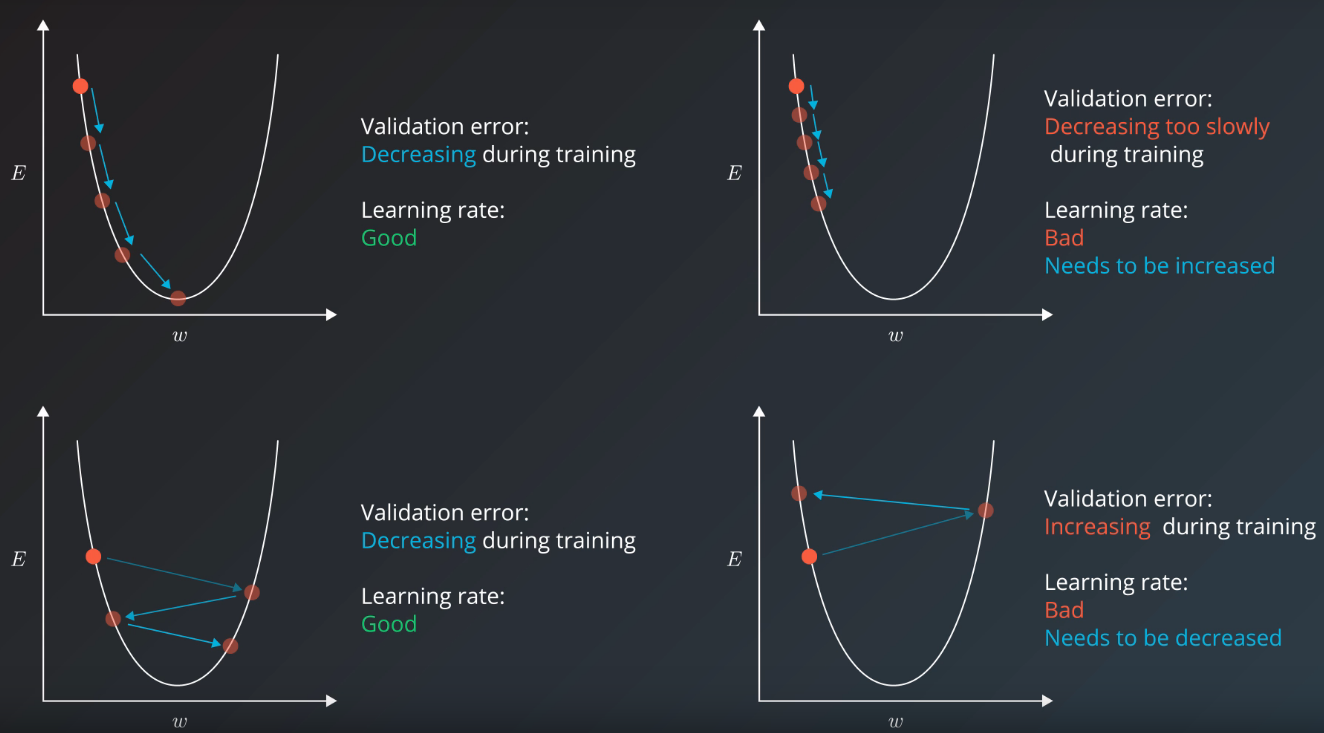 E
w
Validation error:
Decreasing during training
Learning rate:
Good
E
w
Validation error:
Decreasing too slowly
during training
Learning rate:
Bad
Needs to be increased
E
w
Validation error:
Decreasing during training
Learning rate:
Good
E
w
Validation error:
Increasing during training
Learning rate:
Bad
Needs to be decreased